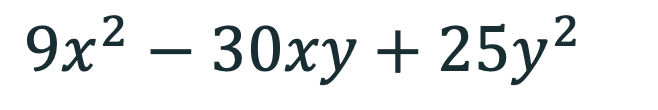 9x² − 30xy + 25y²